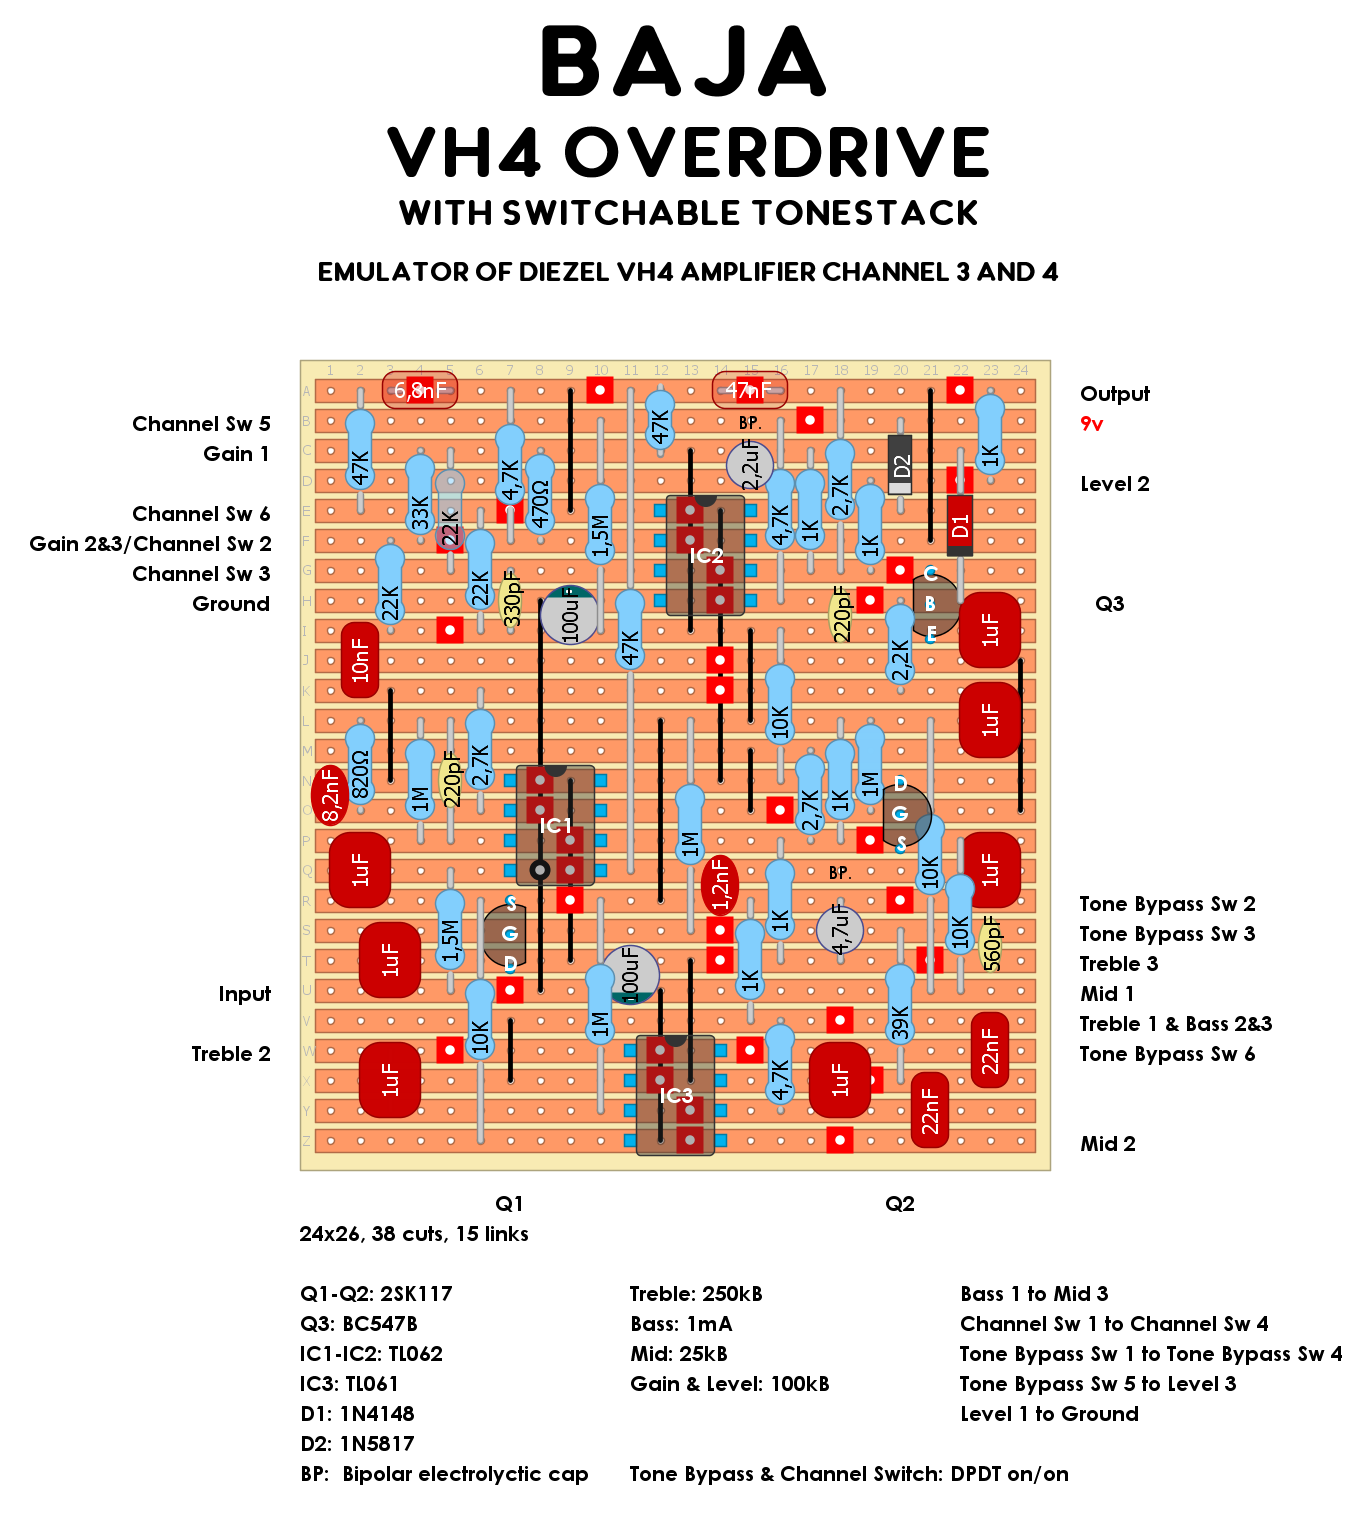 BAJA
VH4 OVERDRIVE
WITH SWITCHABLE TONESTACK
EMULATOR OF DIEZEL VH4 AMPLIFIER CHANNEL 3 AND 4
1 2 3 4 5 6 7 8 9 10 11 12 13 14 15 16 17 18 19 20 21 22 23 24
A
B
C
D
E
F
G
H
I
J
K
L
M
N
O
P
Q
R
S
T
U
V
W
X
Y
Z
Channel Sw 5
Gain 1
Channel Sw 6
Gain 2&3/Channel Sw 2
Channel Sw 3
Ground
Input
Treble 2
6,8nF
47nF
BP.
47K
47K
33K
22K
4,7K
470Ω
1,5M
2,2uF
4,7K
1K
2,7K
1K
D2
1K
D1
IC2
22K
22K
330pF
100uF
47K
220pF
C
B
E
2,2K
1uF
10nF
10K
1uF
8,2nF
820Ω
1M
220pF
2,7K
IC1
1M
2,7K
1K
1M
D
G
S
10K
1uF
1uF
1,2nF
1K
BP.
4,7uF
10K
560pF
1uF
1,5M
S
G
D
10K
1M
100uF
1K
39K
22nF
1uF
IC3
4,7K
1uF
22nF
Output
9v
Level 2
Q3
Tone Bypass Sw 2
Tone Bypass Sw 3
Treble 3
Mid 1
Treble 1 & Bass 2&3
Tone Bypass Sw 6
Mid 2
Q1
Q2
24x26, 38 cuts, 15 links
Q1-Q2: 2SK117
Q3: BC547B
IC1-IC2: TL062
IC3: TL061
D1: 1N4148
D2: 1N5817
BP: Bipolar electrolyctic cap
Treble: 250kB
Bass: 1mA
Mid: 25kB
Gain & Level: 100kB
Tone Bypass & Channel Switch: DPDT on/on
Bass 1 to Mid 3
Channel Sw 1 to Channel Sw 4
Tone Bypass Sw 1 to Tone Bypass Sw 4
Tone Bypass Sw 5 to Level 3
Level 1 to Ground